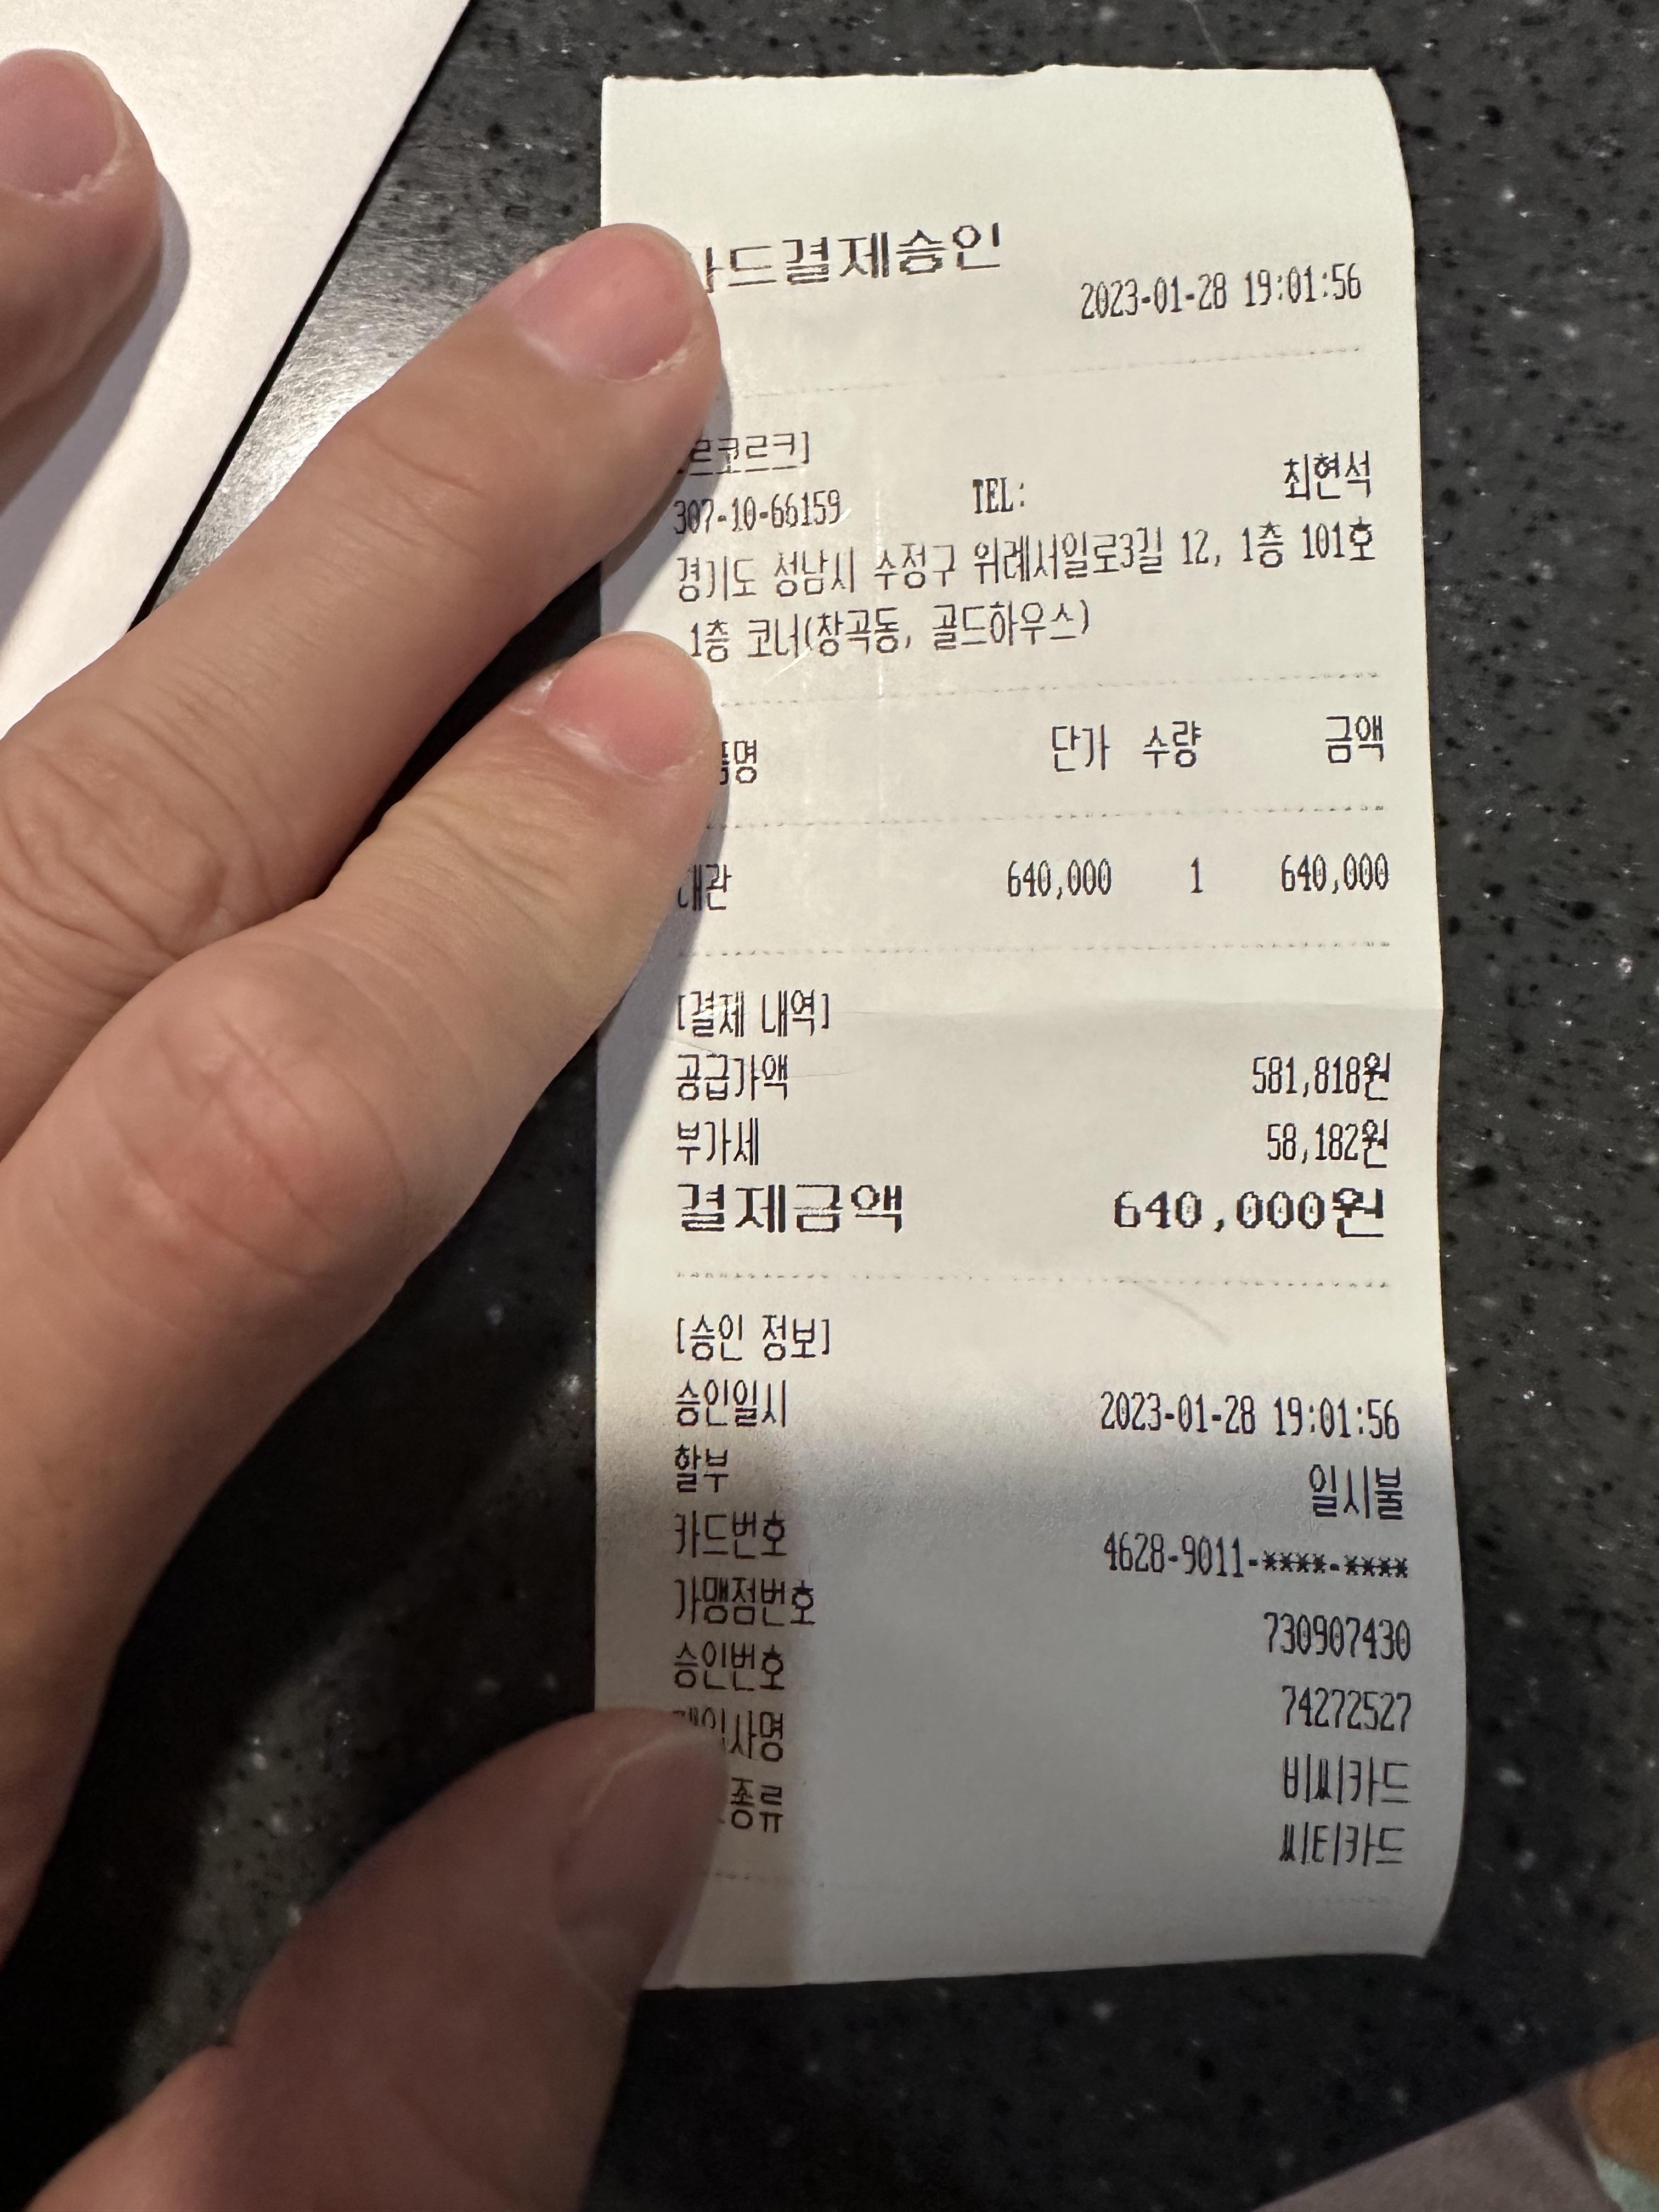 드결제승인
2023-01-28 19:01:56
르코르크]
307-10-66159 TEL: 최현석
경기도 성남시 수정구 위례서일로3길 12, 1층 101호
1층 코너(창곡동, 골드하우스)
명 단가 수량 금액
대관 640,000 1 640,000
[결제 내역]
공급가액 581,818원
부가세 58,182원
결제금액 640,000원
[승인 정보]
승인일시 2023-01-28 19:01:56
할부 일시불
카드번호 4628-9011-****-****
가맹점번호 730907430
승인번호 74272527
사명 비씨카드
종류 씨티카드